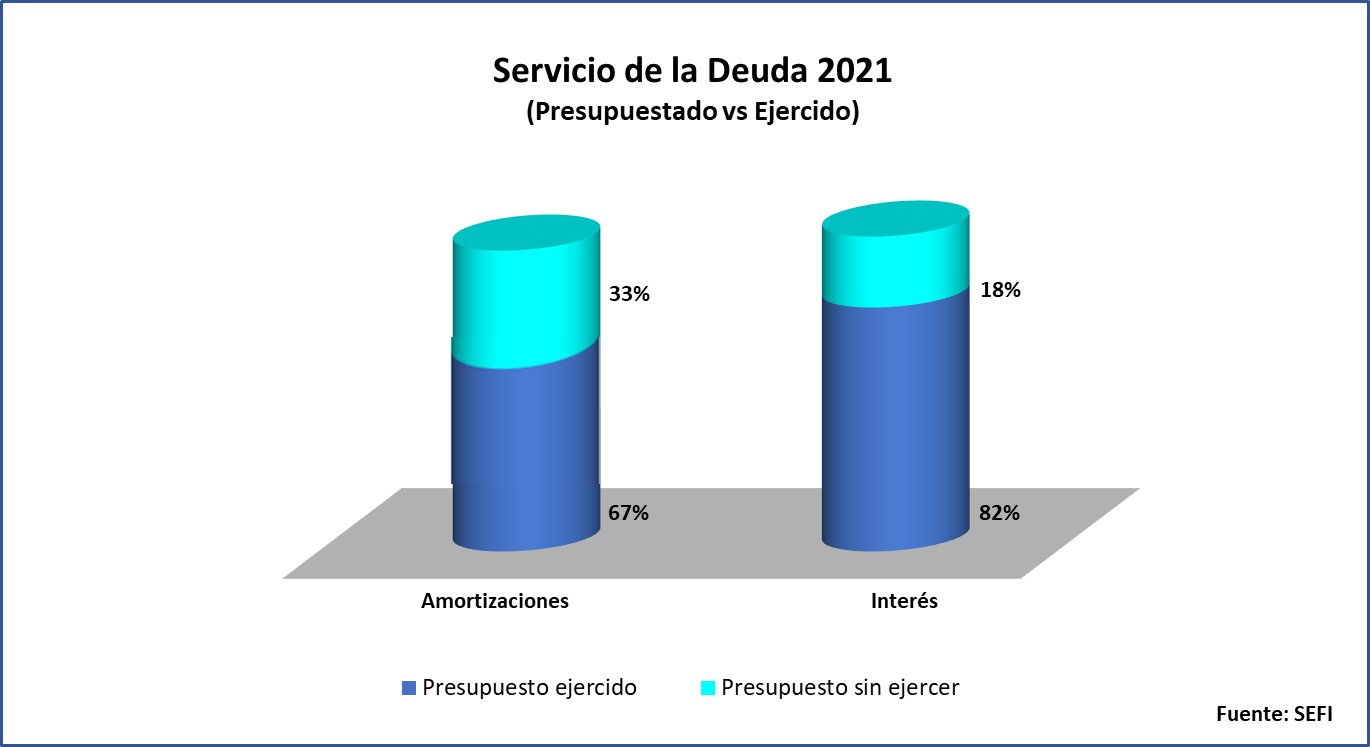 Servicio de la Deuda 2021
(Presupuestado vs Ejercido)
33%
18%
67%
82%
Amortizaciones
Interés
Presupuesto ejercido
Presupuesto sin ejercer
Fuente: SEFI